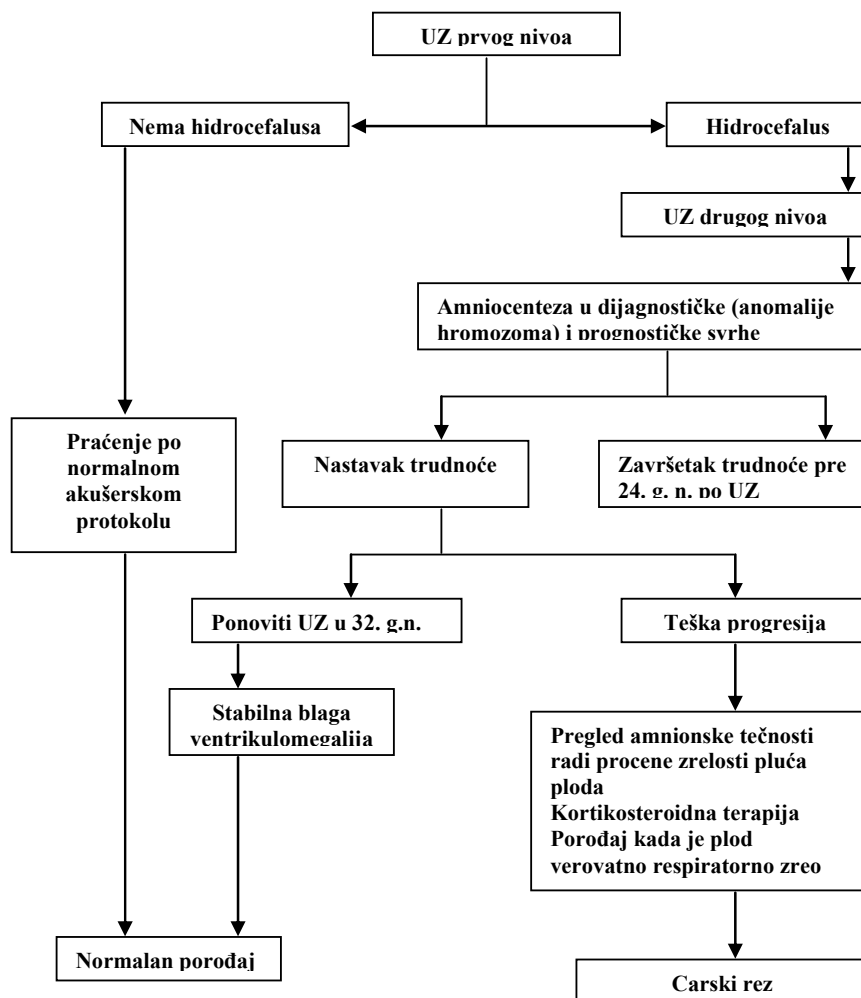 UZ prvog nivoa
Nema hidrocefalusa
Hidrocefalus
UZ drugog nivoa
Amniocenteza u dijagnostičke (anomalije
hromozoma) i prognostičke svrhe
Praćenje po
normalnom
akušerskom
protokolu
Nastavak trudnoće
Završetak trudnoće pre
24. g. n. po UZ
Ponoviti UZ u 32. g.n.
Teška progresija
Stabilna blaga
ventrikulomegalija
Pregled amnionske tečnosti
radi procene zrelosti pluća
ploda
Kortikosteroidna terapija
Porođaj kada je plod
verovatno respiratorno zreo
Normalan porođaj
Carski rez